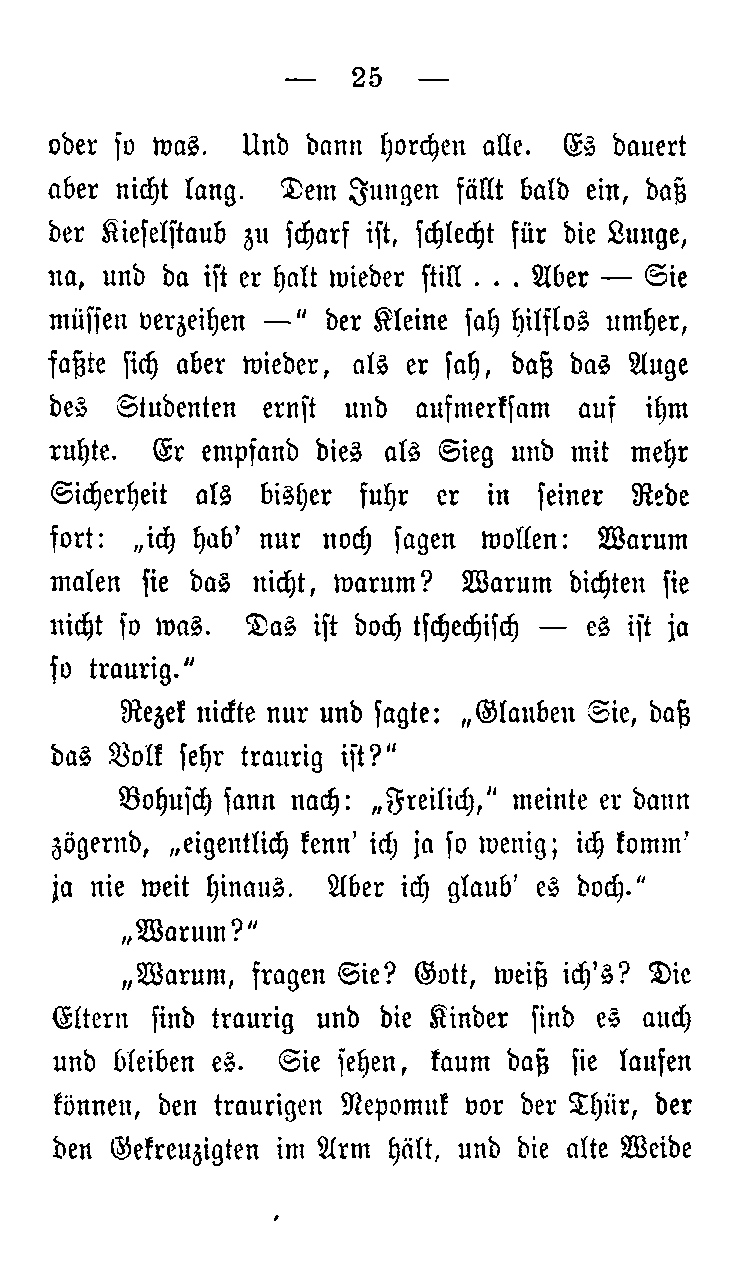 — 25 —
oder so was. Und dann horchen alle. Es dauert
aber nicht lang. Dem Jungen fällt bald ein, daß
der Kieselstaub zu scharf ist, schlecht für die Lunge,
na, und da ist er halt wieder still . . . Aber — Sie
müssen verzeihen —" der Kleine sah hilflos umher,
faßte sich aber wieder, als er sah, daß das Auge
des Studenten ernst und aufmerksam auf ihm
ruhte. Er empfand dies als Sieg und mit mehr
Sicherheit als bisher fuhr er in seiner Rede
fort: „ich hab' nur noch sagen wollen: Warum
malen sie das nicht, warum? Warum dichten sie
nicht so was. Das ist doch tschechisch — es ist ja
so traurig."
Rezek nickte nur und sagte: „Glauben Sie, daß
das Volk sehr traurig ist?"
Bohusch sann nach: „Freilich," meinte er dann
zögernd, „eigentlich kenn' ich ja so wenig; ich komm'
ja nie weit hinaus. Aber ich glaub' es doch."
„Warum?"
„Warum, fragen Sie? Gott, weiß ich's? Die
Eltern sind traurig und die Kinder sind es auch
und bleiben es. Sie sehen, kaum daß sie laufen
können, den traurigen Nepomuk vor der Thür, der
den Gekreuzigten im Arm hält, und die alte Weide